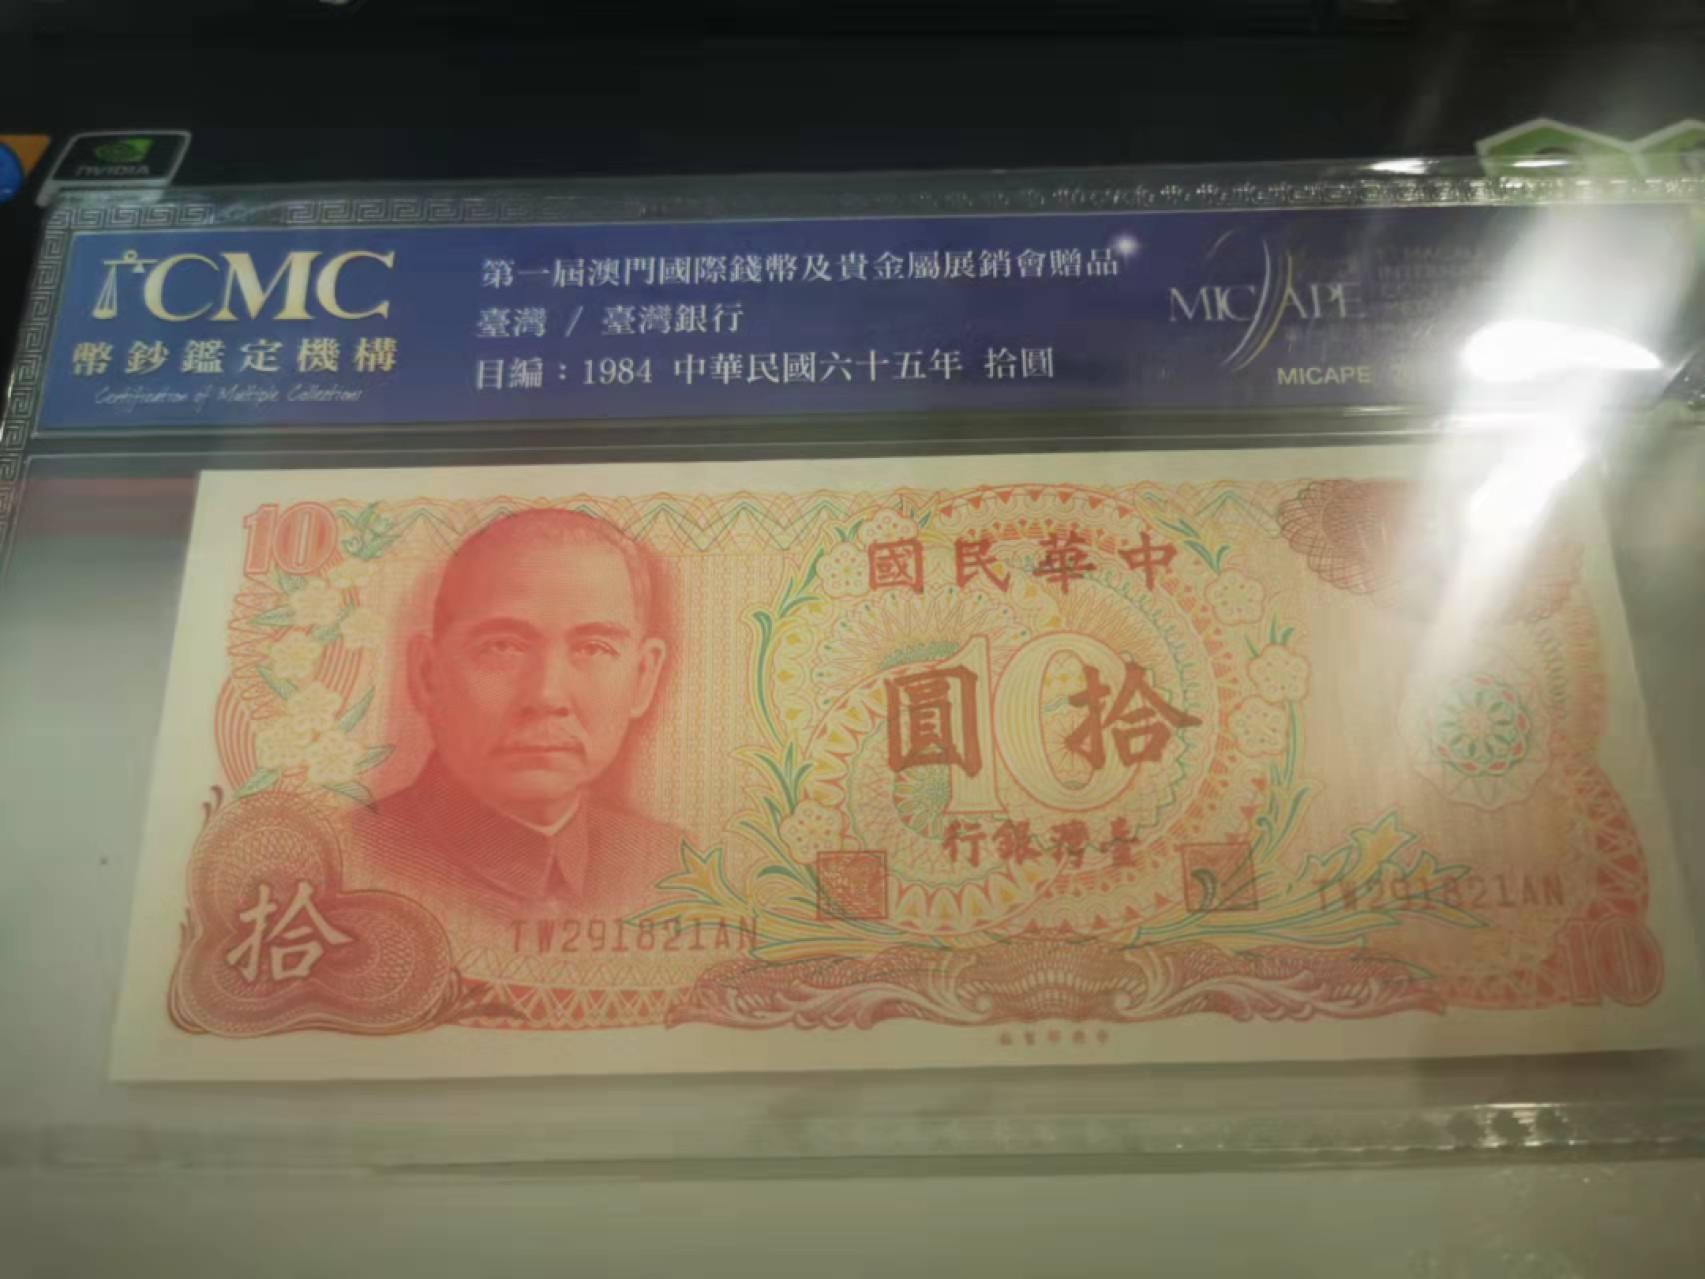 NVIDIA
CMC
幣鈔鑑定機構
Certification of Multiple Collections
第一屆澳門國際錢幣及貴金屬展銷會贈品
臺灣 / 臺灣銀行
目編：1984 中華民國六十五年 拾圓
MICAPE
MICAPE
10
國民華中
10
圓拾
行銀灣臺
TW291821AN
TW291821AN
拾
10